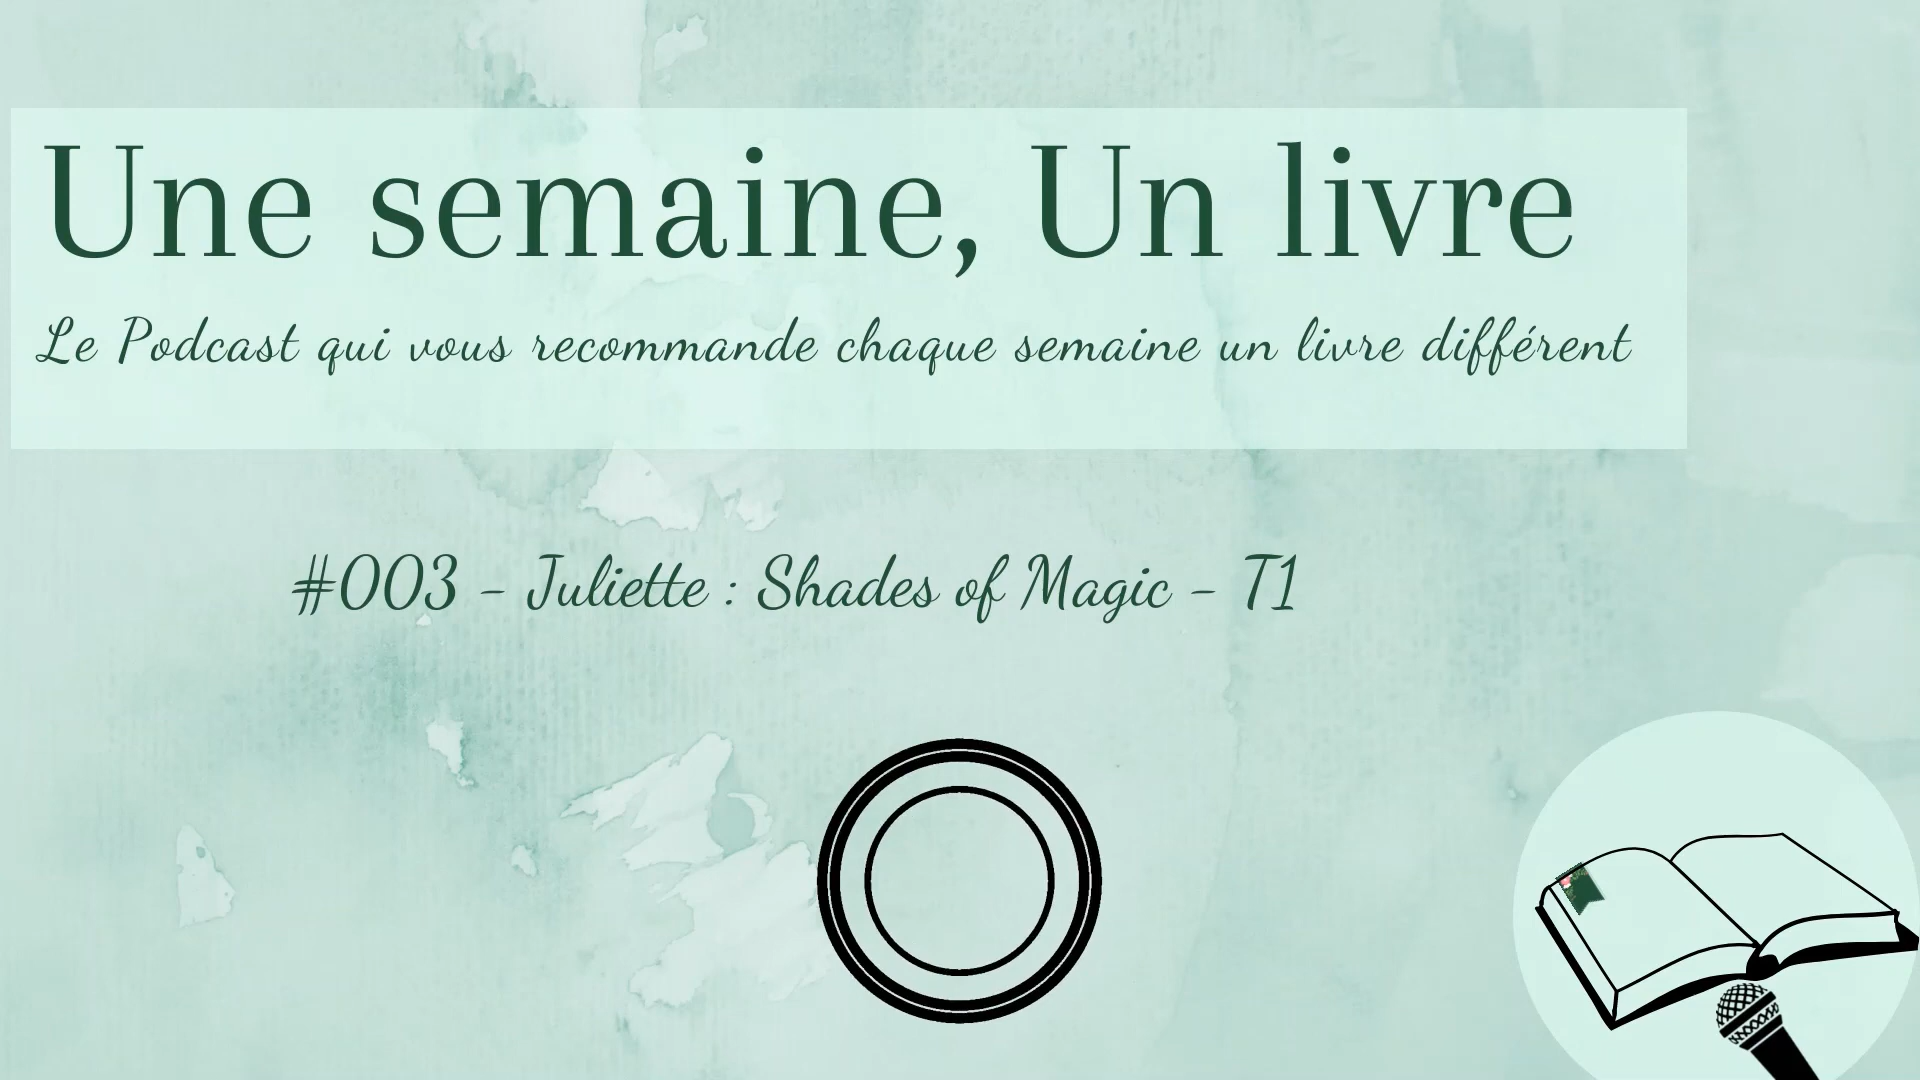 Une semaine, Un livre
Le Podcast qui vous recommande chaque semaine un livre différent
#003 - Juliette : Shades of Magic - T1